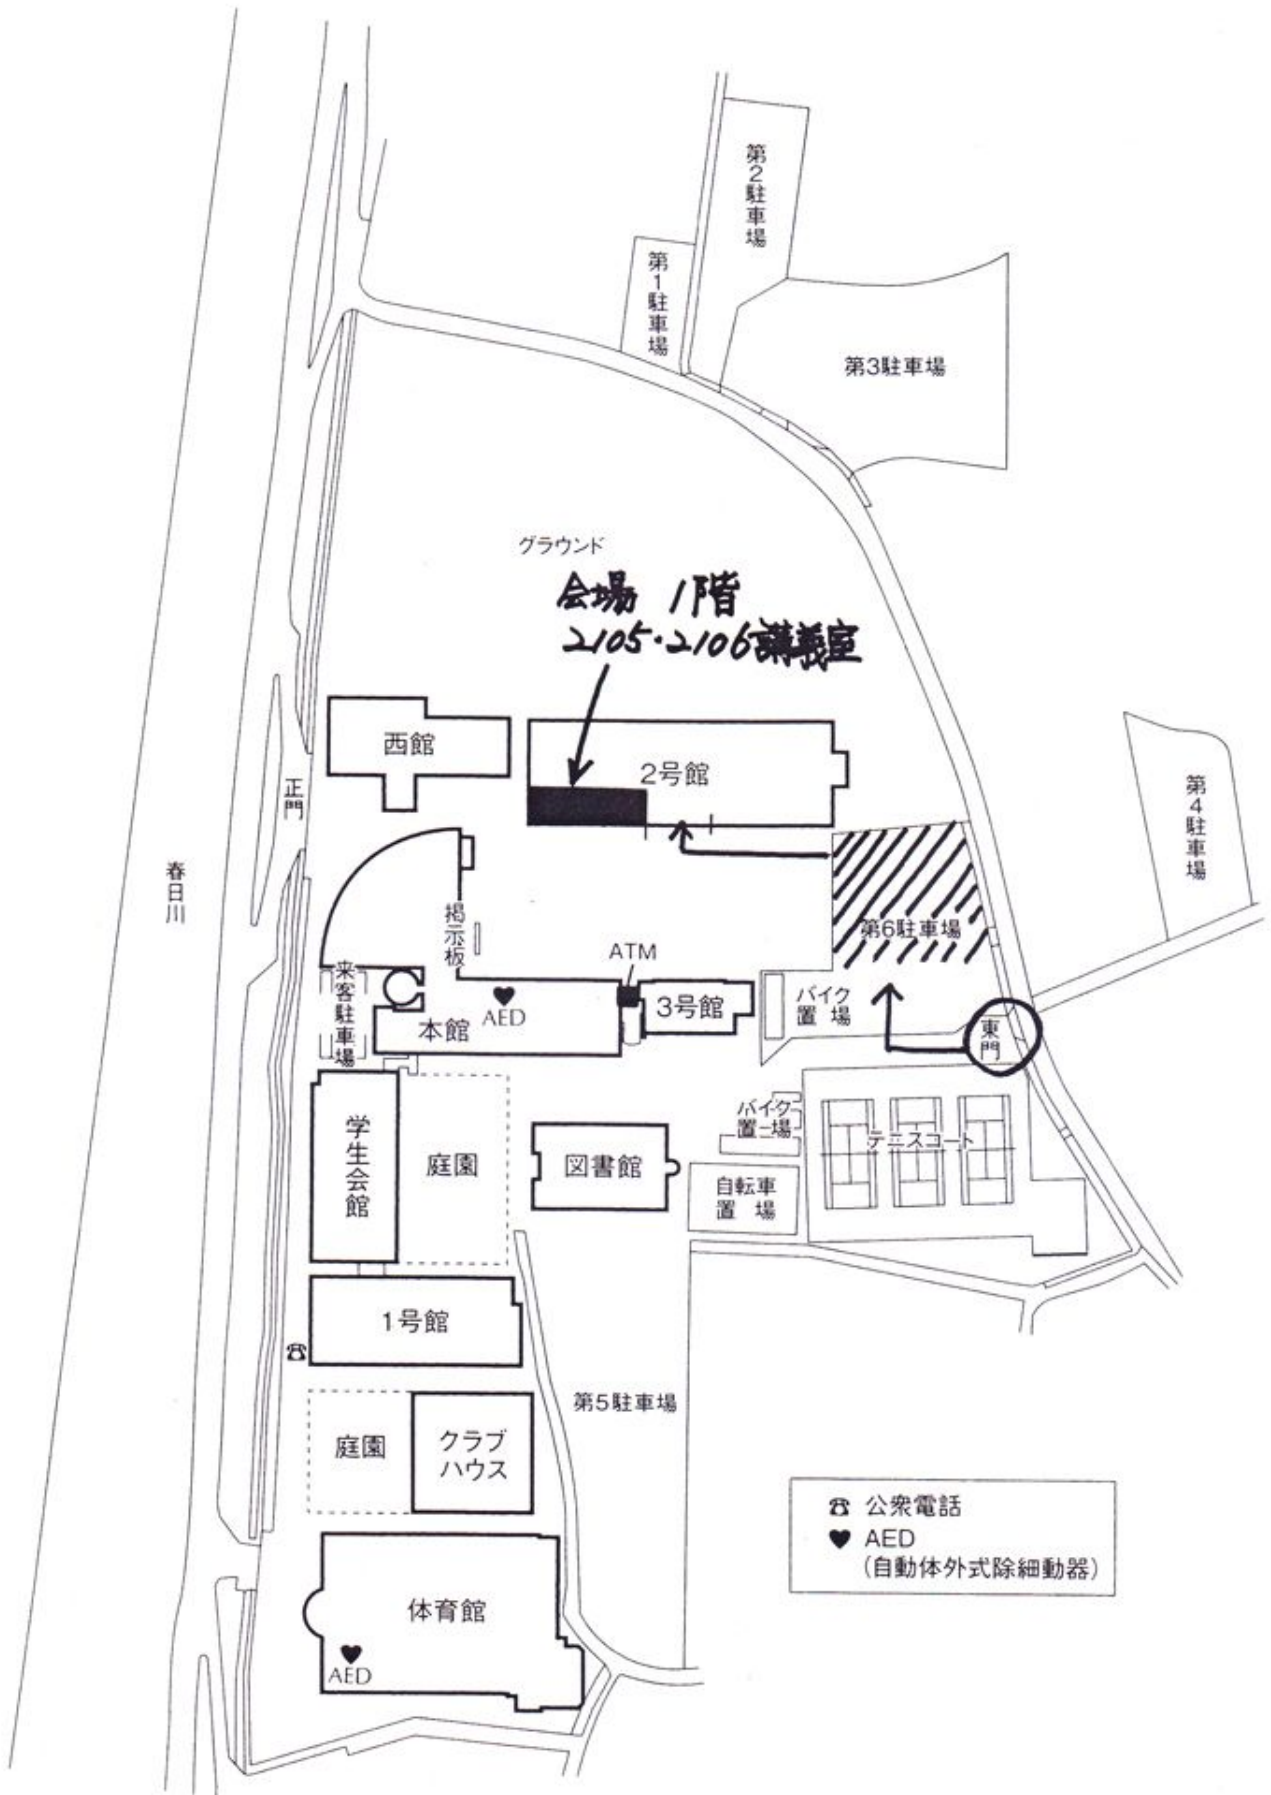 第2駐車場
第1駐車場
第3駐車場
グラウンド
会場 1階
2105・2106講義室
西館
2号館
正門
第4駐車場
春日川
掲示板
第6駐車場
ATM
来客駐車場
AED
本館
3号館
バイク
置場
東門
学生会館
庭園
図書館
バイク
置場
テニスコート
自転車
置場
1号館
第5駐車場
庭園
クラブ
ハウス
公衆電話
AED
(自動体外式除細動器)
体育館
AED